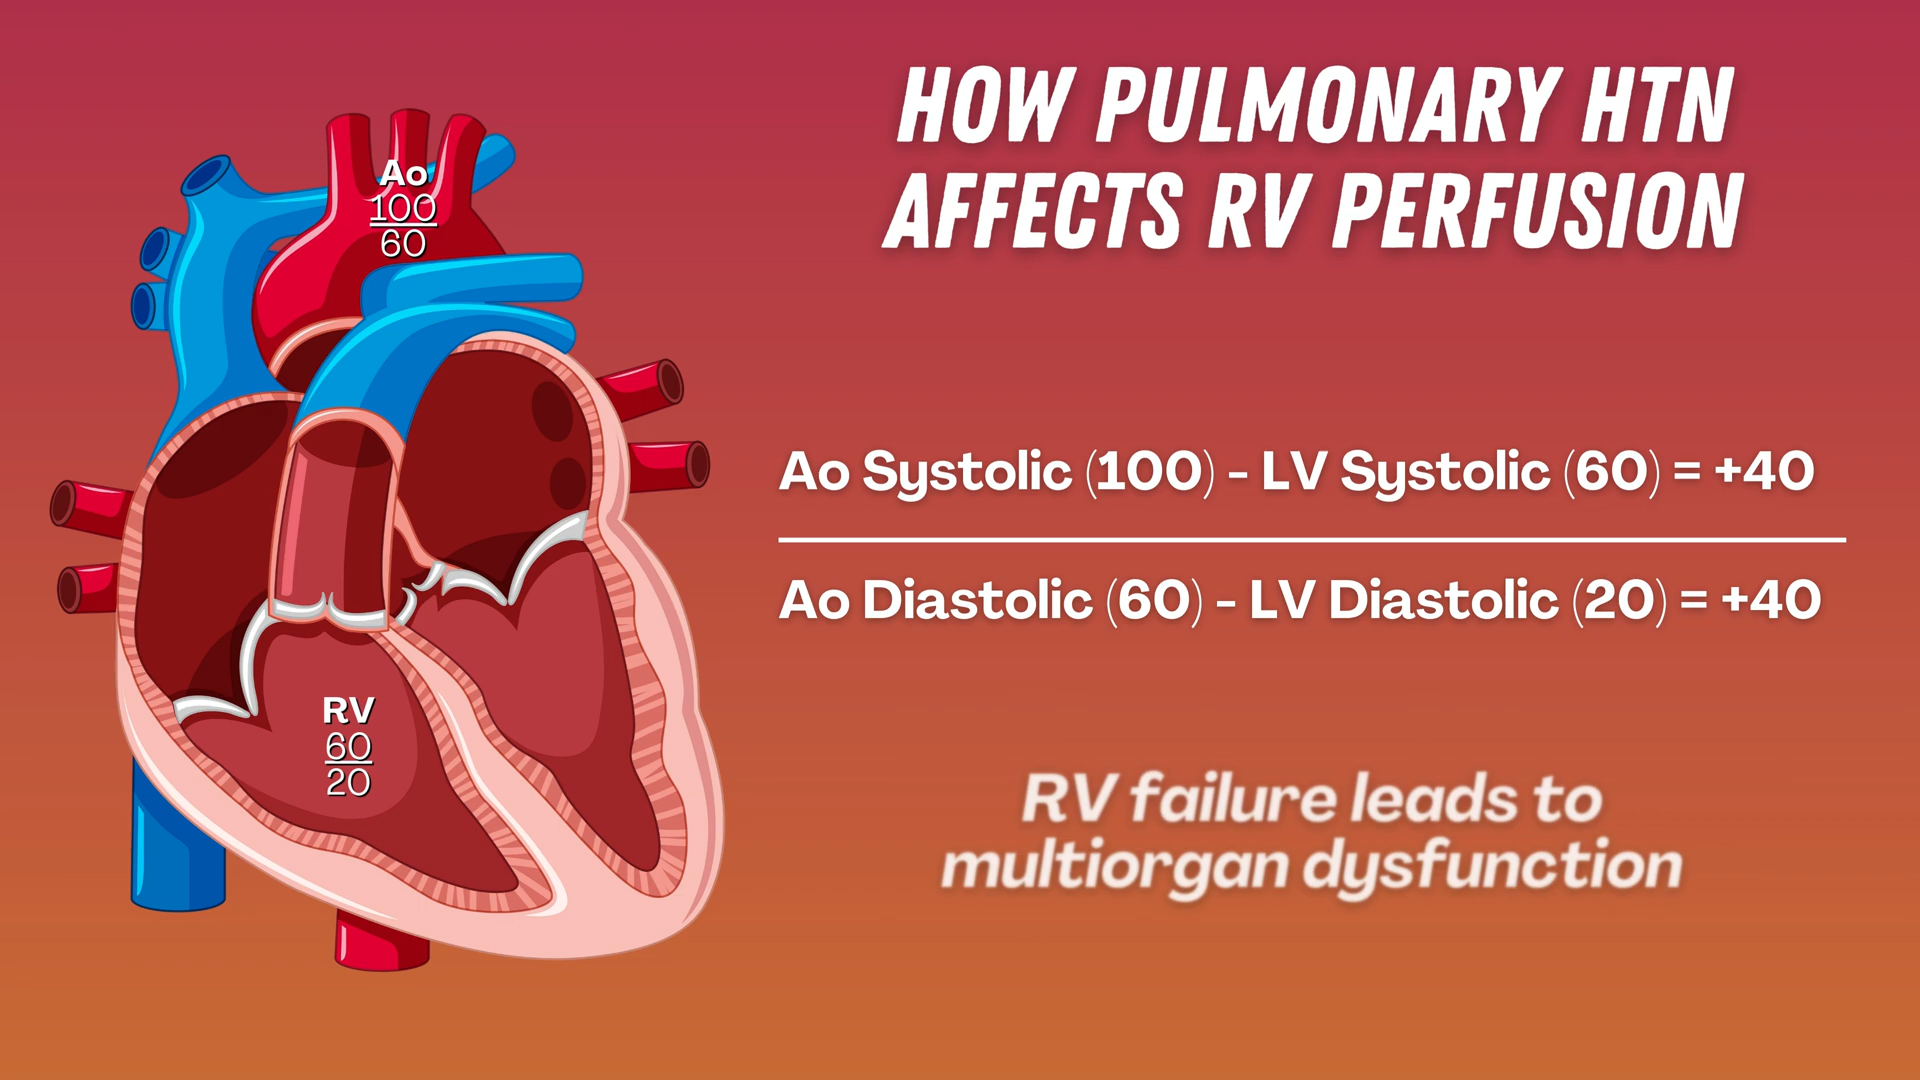 HOW PULMONARY HTN
AFFECTS RV PERFUSION
Ao
100
60
Ao Systolic (100) - LV Systolic (60) = +40
Ao Diastolic (60) - LV Diastolic (20) = +40
RV
60
20
RV failure leads to
multiorgan dysfunction